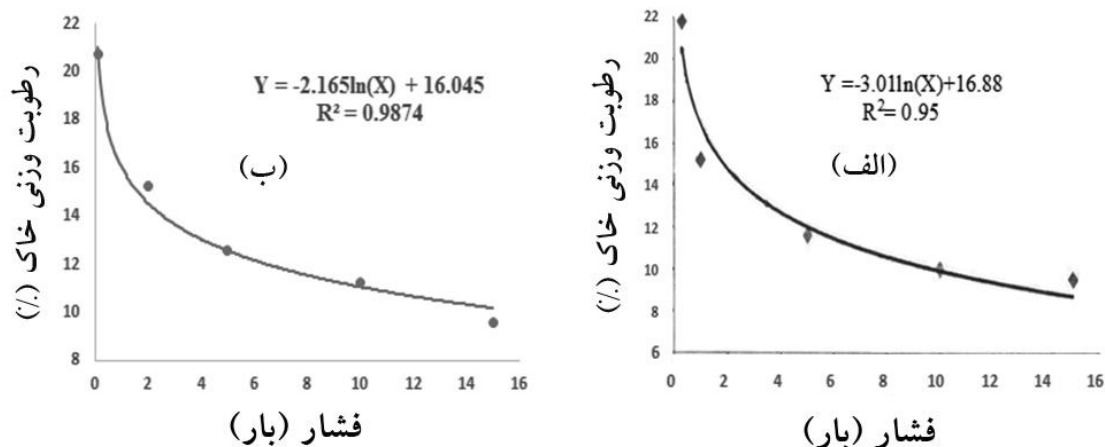 22
20
18
16
14
12
10
8
0 2 4 6 8 10 12 14 16
رطوبت وزنی خاک (٪)
Y = -2.165ln(X) + 16.045
R² = 0.9874
(ب)
فشار (بار)
22
20
18
16
14
12
10
8
6
0 2 4 6 8 10 12 14 16
رطوبت وزنی خاک (٪)
Y =-3.01ln(X)+16.88
R²= 0.95
(الف)
فشار (بار)